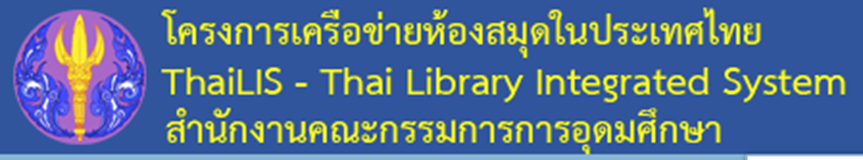 โครงการเครือข่ายห้องสมุดในประเทศไทย
ThaiLIS - Thai Library Integrated System
สำนักงานคณะกรรมการการอุดมศึกษา